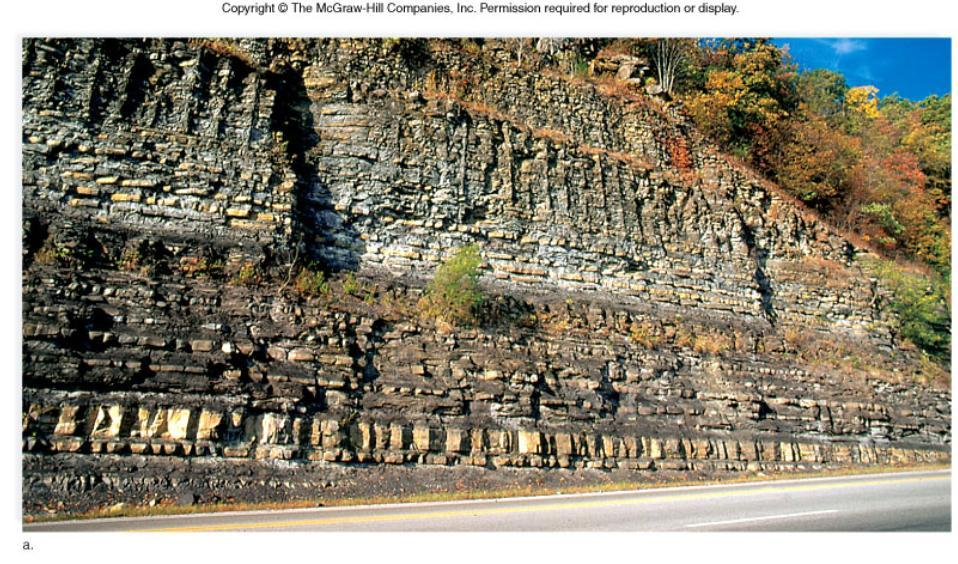 Copyright © The McGraw-Hill Companies, Inc. Permission required for reproduction or display.
a.